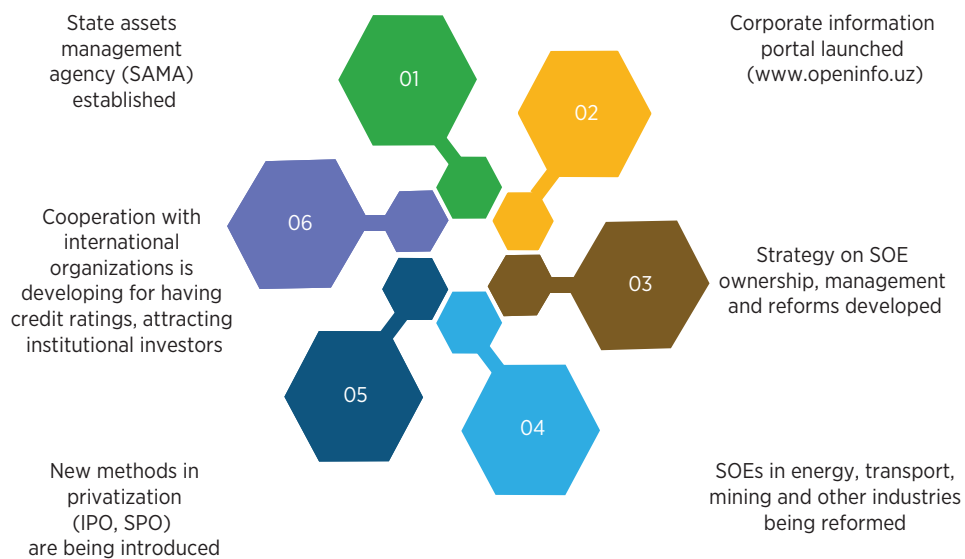 State assets
management
agency (SAMA)
established
01
Corporate information
portal launched
(www.openinfo.uz)
02
Strategy on SOE
ownership, management
and reforms developed
03
SOEs in energy, transport,
mining and other industries
being reformed
04
New methods in
privatization
(IPO, SPO)
are being introduced
05
Cooperation with
international
organizations is
developing for having
credit ratings, attracting
institutional investors
06